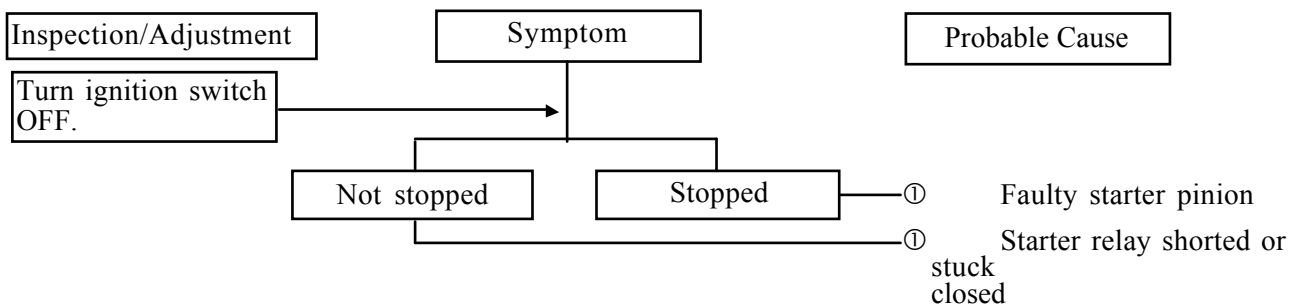 Inspection/Adjustment
Symptom
Probable Cause
Turn ignition switch
OFF.
Not stopped
Stopped
① Faulty starter pinion
① Starter relay shorted or
stuck
closed